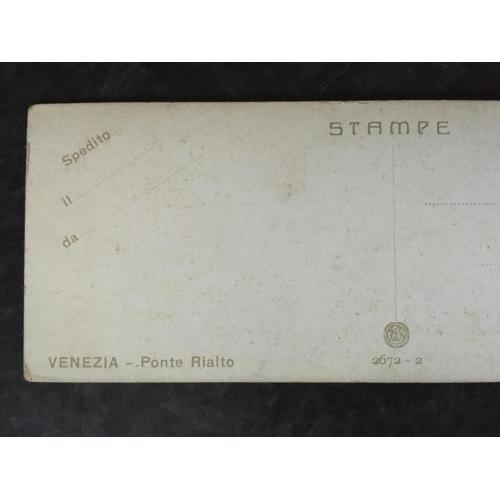 STAMPE
Spedito
il
da
VENEZIA -. Ponte Rialto
2672-2